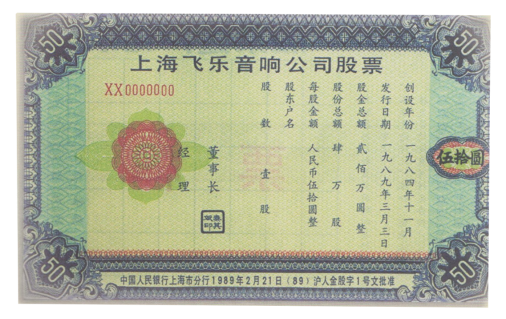 50
50
上海飞乐音响公司股票
XX0000000
创设年份 一九八四年十一月
发行日期 一九八九年三月三日
股金总额 贰佰万圆整
股份总额 肆万股
每股金额 人民币伍拾圆整
股东户名
股数 壹股
董事长
经理
票
伍拾圆
50
50
中国人民银行上海市分行1989年2月21日(89)沪人金股字1号文批准